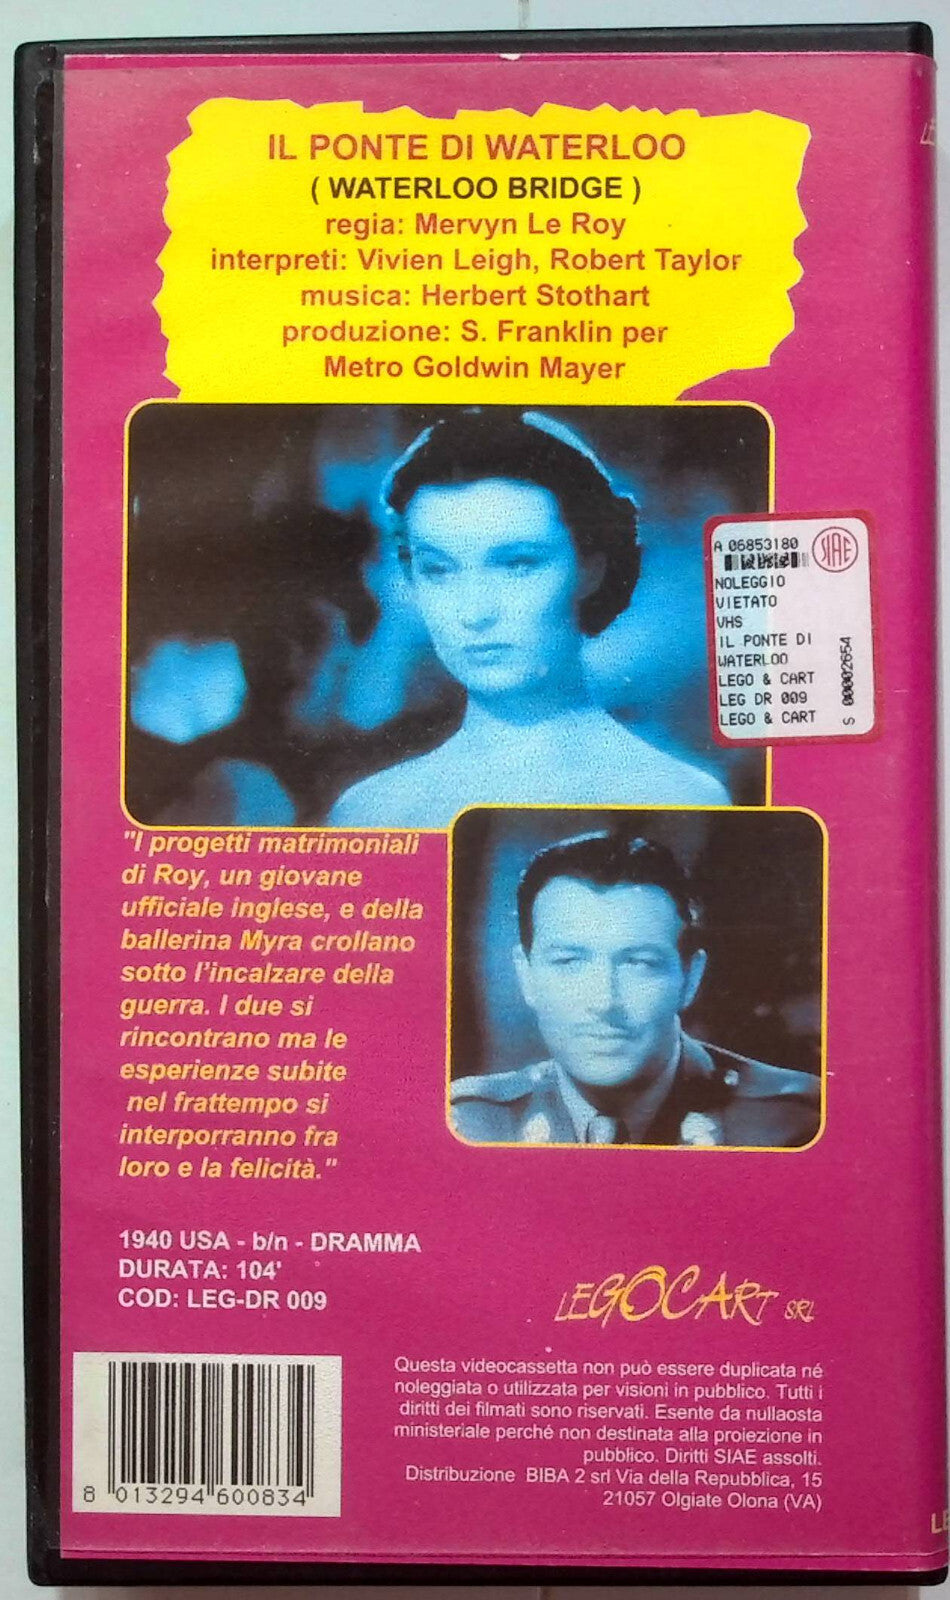 IL PONTE DI WATERLOO
( WATERLOO BRIDGE )
regia: Mervyn Le Roy
interpreti: Vivien Leigh, Robert Taylor
musica: Herbert Stothart
produzione: S. Franklin per
Metro Goldwin Mayer
A 06853180
SIAE
NOLEGGIO
VIETATO
VHS
IL PONTE DI
WATERLOO
LEGO & CART
LEG DR 009
LEGO & CART
S 00002654
"I progetti matrimoniali
di Roy, un giovane
ufficiale inglese, e della
ballerina Myra crollano
sotto l'incalzare della
guerra. I due si
rincontrano ma le
esperienze subite
nel frattempo si
interporranno fra
loro e la felicità."
1940 USA - b/n - DRAMMA
DURATA: 104'
COD: LEG-DR 009
LEGOCART SRL
Questa videocassetta non può essere duplicata né
noleggiata o utilizzata per visioni in pubblico. Tutti i
diritti dei filmati sono riservati. Esente da nullaosta
ministeriale perché non destinata alla proiezione in
pubblico. Diritti SIAE assolti.
Distribuzione BIBA 2 srl Via della Repubblica, 15
21057 Olgiate Olona (VA)
8 013294 600834